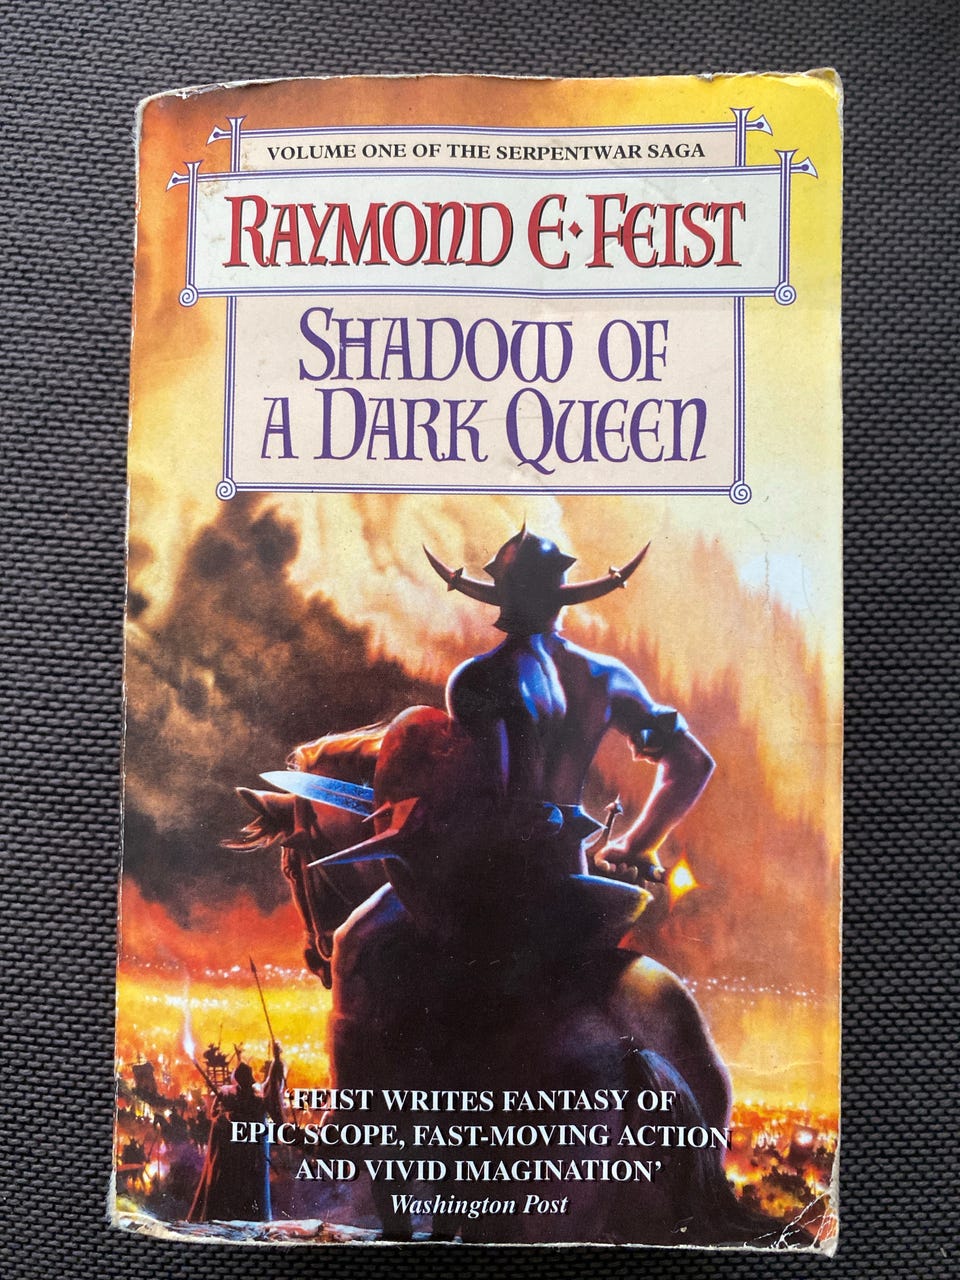 VOLUME ONE OF THE SERPENTWAR SAGA
RAYMOND E·FEIST
SHADOW OF
A DARK QUEEN
‘FEIST WRITES FANTASY OF
EPIC SCOPE, FAST-MOVING ACTION
AND VIVID IMAGINATION’
Washington Post